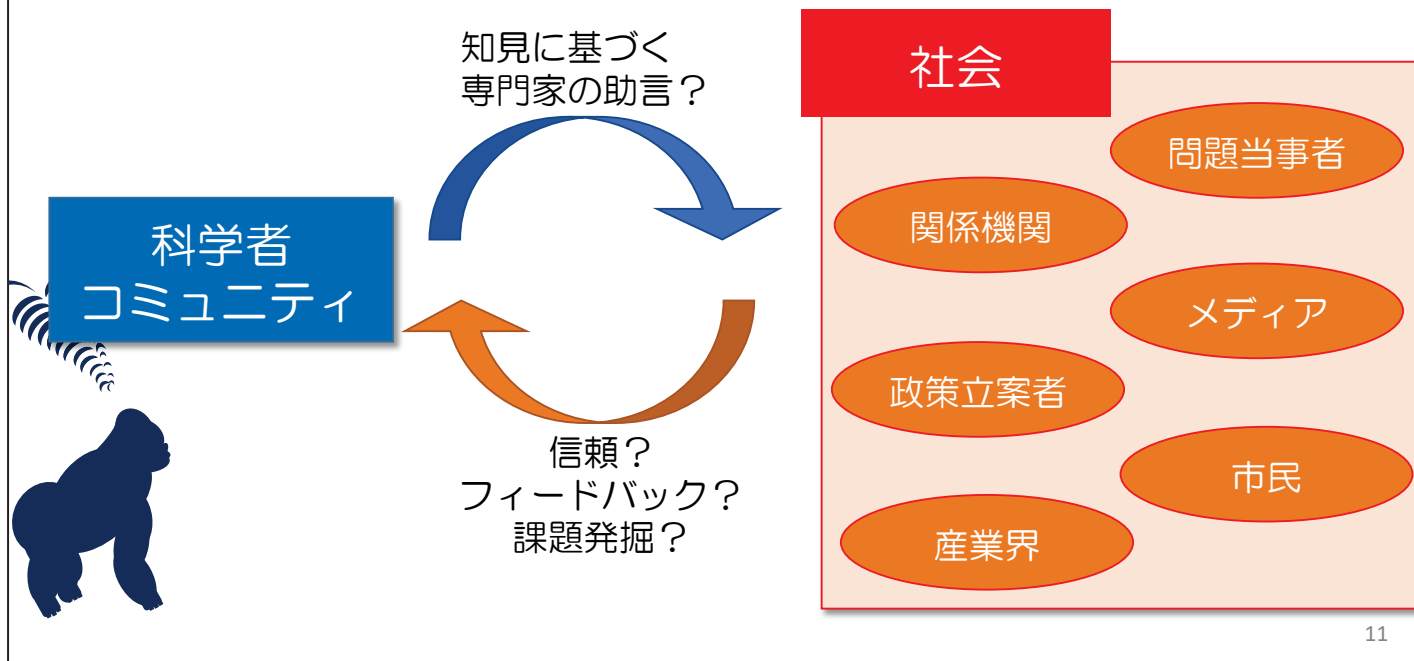 知見に基づく
専門家の助言？
科学者
コミュニティ
信頼？
フィードバック？
課題発掘？
社会
問題当事者
関係機関
メディア
政策立案者
市民
産業界
11